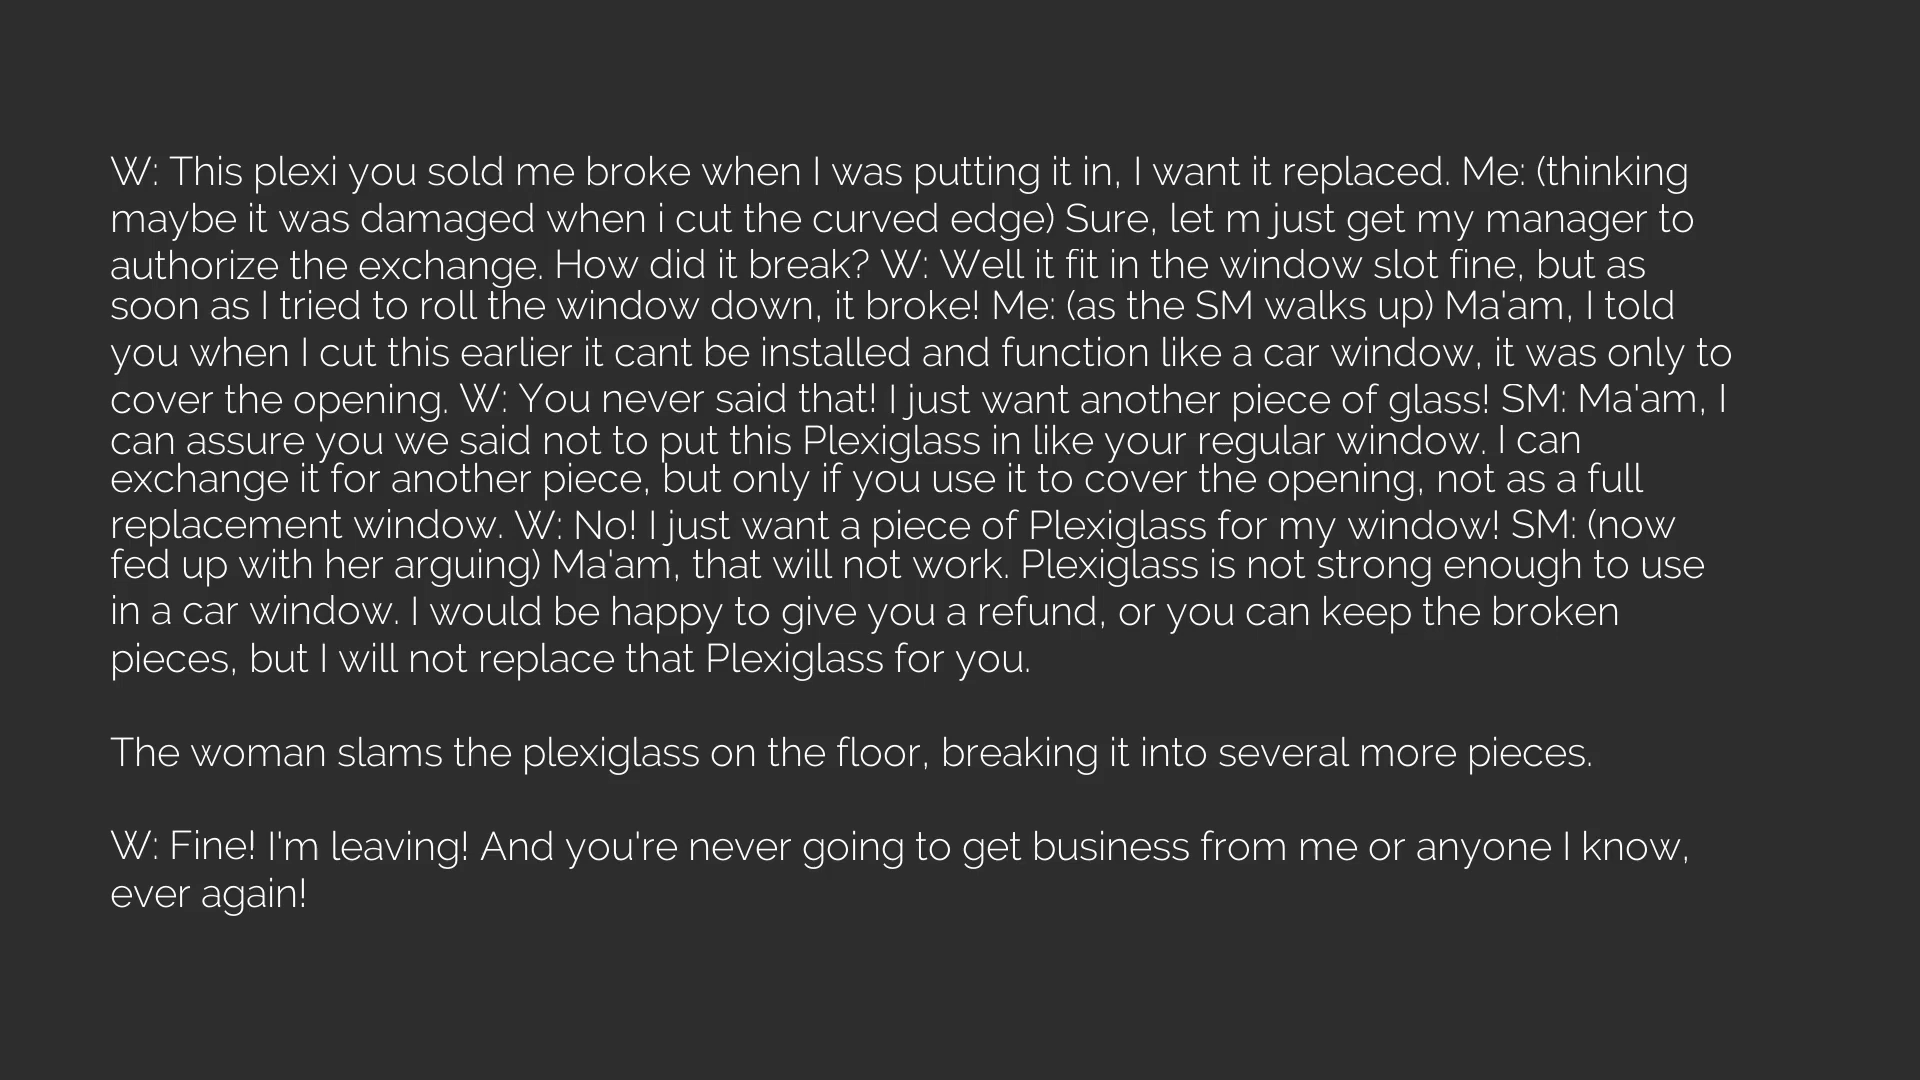 W: This plexi you sold me broke when I was putting it in, I want it replaced. Me: (thinking
maybe it was damaged when i cut the curved edge) Sure, let m just get my manager to
authorize the exchange. How did it break? W: Well it fit in the window slot fine, but as
soon as I tried to roll the window down, it broke! Me: (as the SM walks up) Ma'am, I told
you when I cut this earlier it cant be installed and function like a car window, it was only to
cover the opening. W: You never said that! I just want another piece of glass! SM: Ma'am, I
can assure you we said not to put this Plexiglass in like your regular window. I can
exchange it for another piece, but only if you use it to cover the opening, not as a full
replacement window. W: No! I just want a piece of Plexiglass for my window! SM: (now
fed up with her arguing) Ma'am, that will not work. Plexiglass is not strong enough to use
in a car window. I would be happy to give you a refund, or you can keep the broken
pieces, but I will not replace that Plexiglass for you.
The woman slams the plexiglass on the floor, breaking it into several more pieces.
W: Fine! I'm leaving! And you're never going to get business from me or anyone I know,
ever again!